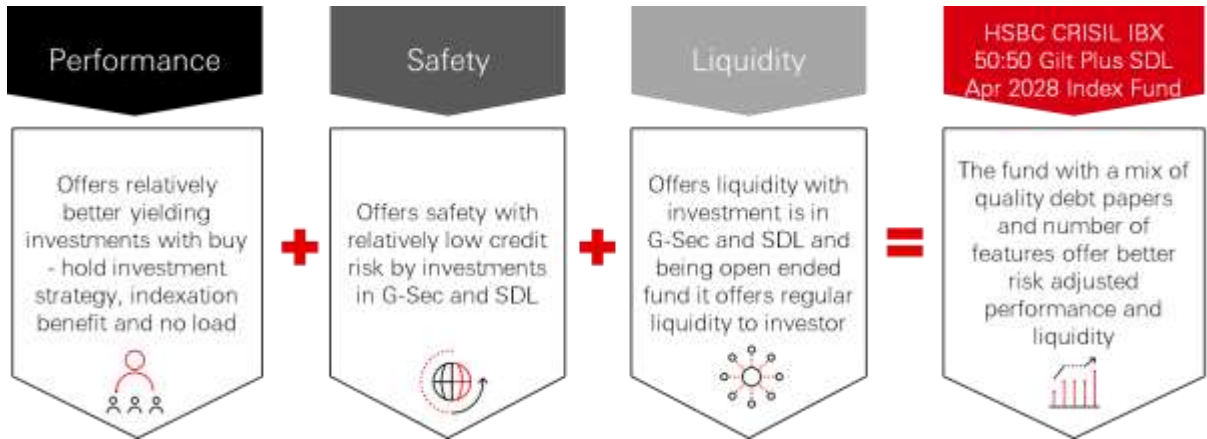 Performance
Offers relatively
better yielding
investments with buy
- hold investment
strategy, indexation
benefit and no load
+
Safety
Offers safety with
relatively low credit
risk by investments
in G-Sec and SDL
+
Liquidity
Offers liquidity with
investment is in
G-Sec and SDL and
being open ended
fund it offers regular
liquidity to investor
=
HSBC CRISIL IBX
50:50 Gilt Plus SDL
Apr 2028 Index Fund
The fund with a mix of
quality debt papers
and number of
features offer better
risk adjusted
performance and
liquidity